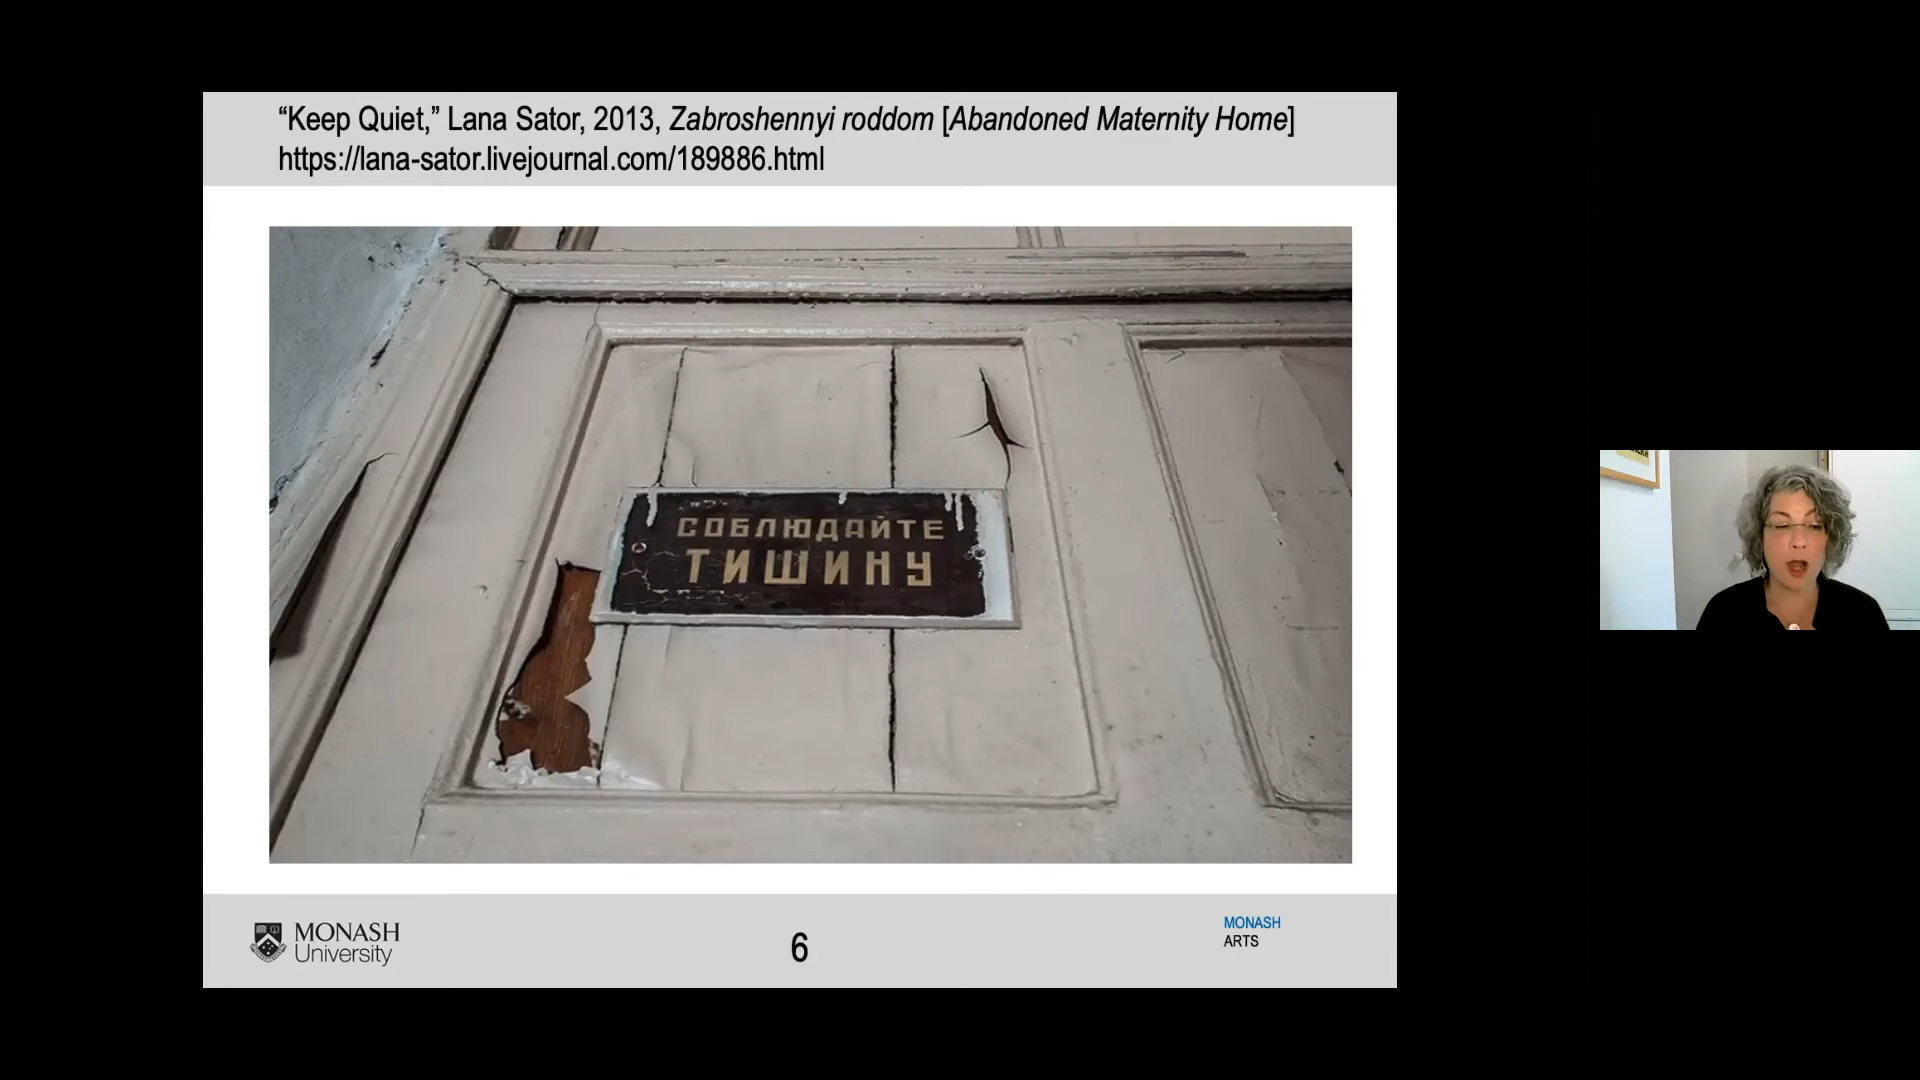 “Keep Quiet,” Lana Sator, 2013, Zabroshennyi roddom [Abandoned Maternity Home]
https://lana-sator.livejournal.com/189886.html
СОБЛЮДАЙТЕ
ТИШИНУ
MONASH
University
6
MONASH
ARTS